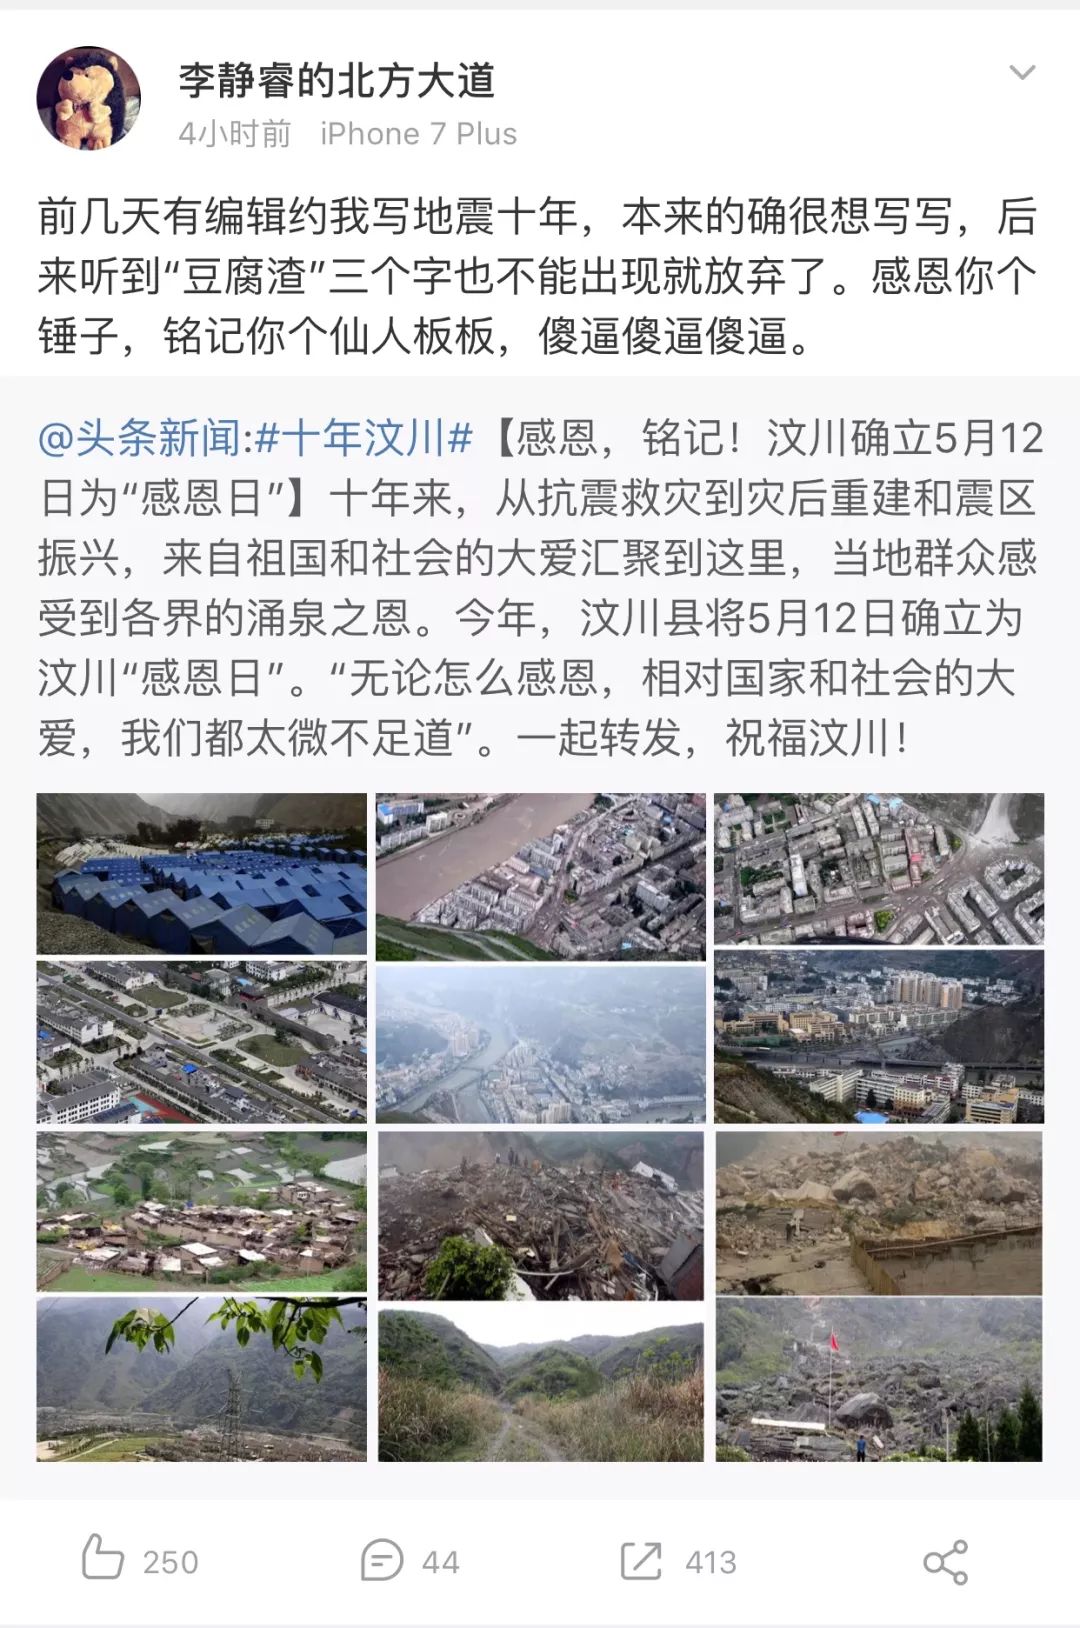 李静睿的北方大道
4小时前 iPhone 7 Plus
前几天有编辑约我写地震十年，本来的确很想写写，后
来听到“豆腐渣”三个字也不能出现就放弃了。感恩你个
锤子，铭记你个仙人板板，傻逼傻逼傻逼。
@头条新闻:#十年汶川#【感恩，铭记！汶川确立5月12
日为“感恩日”】十年来，从抗震救灾到灾后重建和震区
振兴，来自祖国和社会的大爱汇聚到这里，当地群众感
受到各界的涌泉之恩。今年，汶川县将5月12日确立为
汶川“感恩日”。“无论怎么感恩，相对国家和社会的大
爱，我们都太微不足道”。一起转发，祝福汶川！
250 44 413